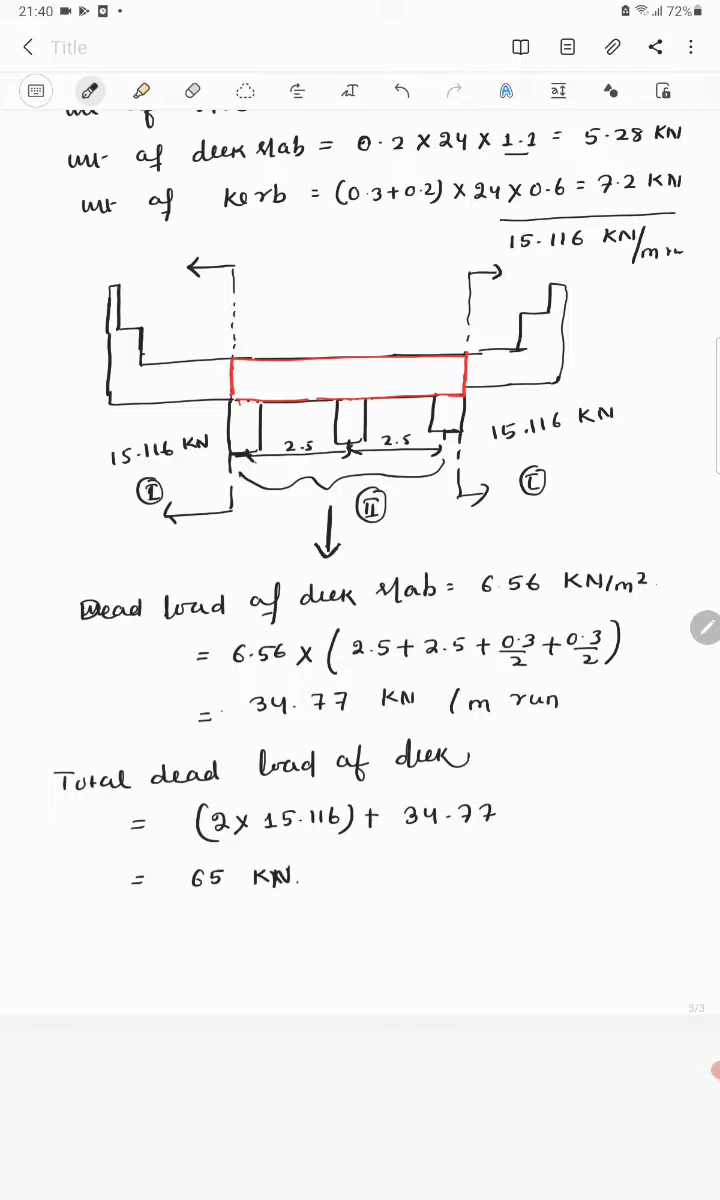 21:40
72%
Title
wt of
wt of deck slab = 0.2 × 24 × 1.1 = 5.28 KN
wt of kerb = (0.3+0.2) × 24 × 0.6 = 7.2 KN
15.116 KN/m
15.116 KN
2.5
2.5
15.116 KN
I
II
I
Dead load of deck slab = 6.56 KN/m²
= 6.56 × ( 2.5 + 2.5 + 0.3/2 + 0.3/2 )
= 34.77 KN /m run
Total dead load of deck
= (2 × 15.116) + 34.77
= 65 KN.
3/3